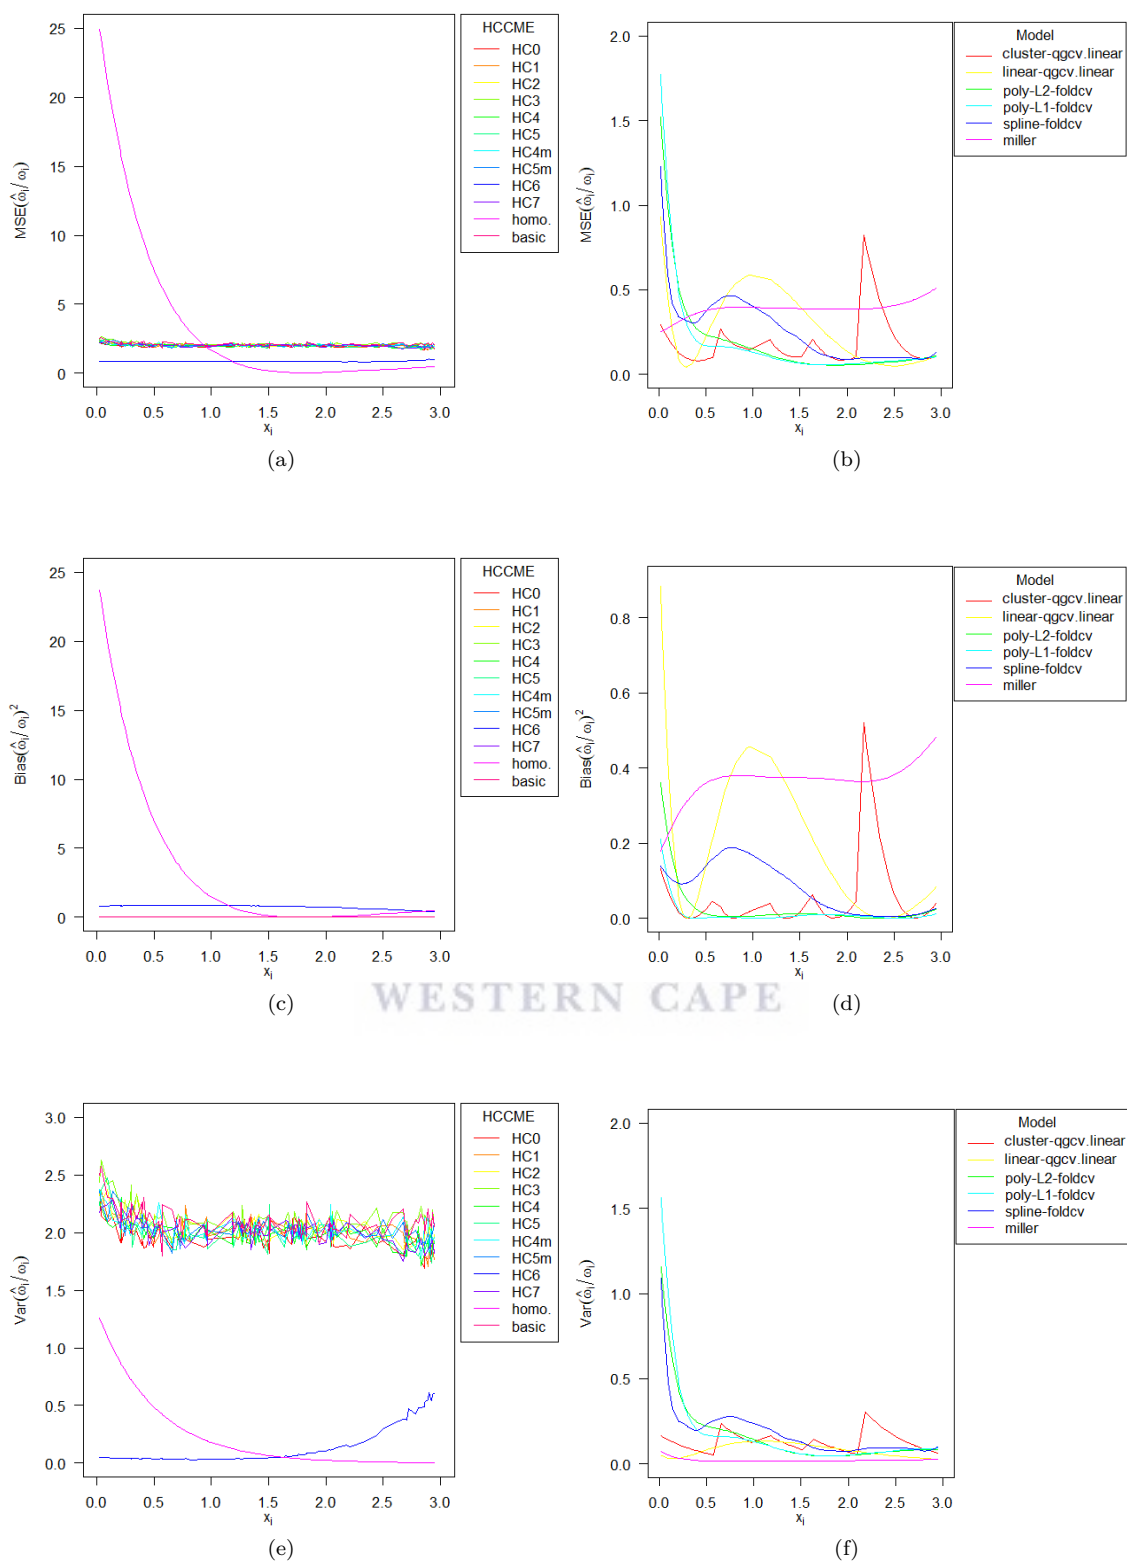 25
20
15
10
5
0
MSE(ω̂i/ωi)
0.0 0.5 1.0 1.5 2.0 2.5 3.0
xi
HCCME
HC0
HC1
HC2
HC3
HC4
HC5
HC4m
HC5m
HC6
HC7
homo.
basic
(a)
2.0
1.5
1.0
0.5
0.0
MSE(ω̂i/ωi)
0.0 0.5 1.0 1.5 2.0 2.5 3.0
xi
Model
cluster-qgcv.linear
linear-qgcv.linear
poly-L2-foldcv
poly-L1-foldcv
spline-foldcv
miller
(b)
25
20
15
10
5
0
Bias(ω̂i/ωi)²
0.0 0.5 1.0 1.5 2.0 2.5 3.0
xi
HCCME
HC0
HC1
HC2
HC3
HC4
HC5
HC4m
HC5m
HC6
HC7
homo.
basic
(c)
0.8
0.6
0.4
0.2
0.0
Bias(ω̂i/ωi)²
0.0 0.5 1.0 1.5 2.0 2.5 3.0
xi
Model
cluster-qgcv.linear
linear-qgcv.linear
poly-L2-foldcv
poly-L1-foldcv
spline-foldcv
miller
(d)
WESTERN CAPE
3.0
2.5
2.0
1.5
1.0
0.5
0.0
Var(ω̂i/ωi)
0.0 0.5 1.0 1.5 2.0 2.5 3.0
xi
HCCME
HC0
HC1
HC2
HC3
HC4
HC5
HC4m
HC5m
HC6
HC7
homo.
basic
(e)
2.0
1.5
1.0
0.5
0.0
Var(ω̂i/ωi)
0.0 0.5 1.0 1.5 2.0 2.5 3.0
xi
Model
cluster-qgcv.linear
linear-qgcv.linear
poly-L2-foldcv
poly-L1-foldcv
spline-foldcv
miller
(f)